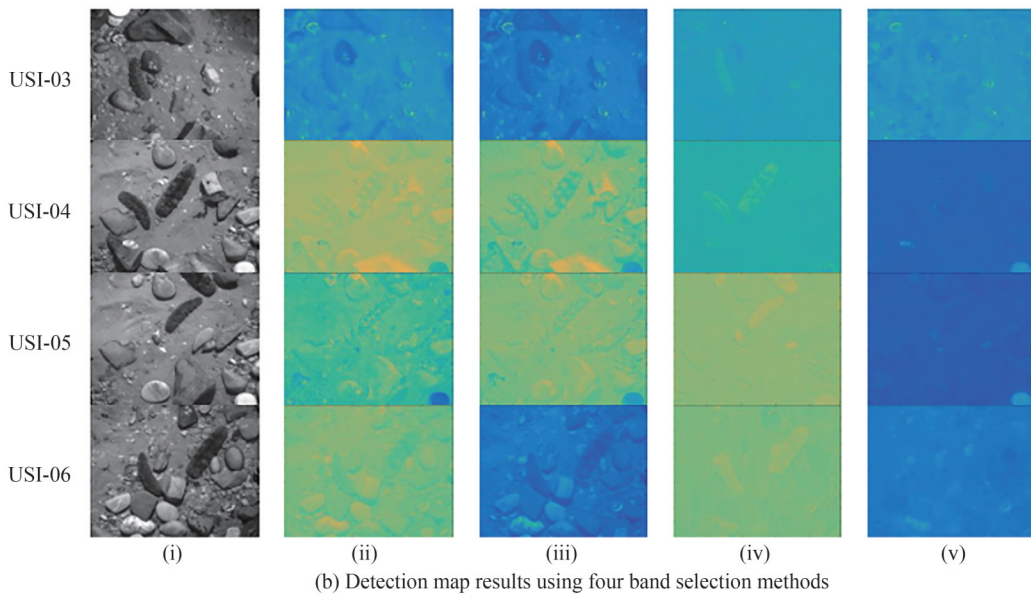 USI-03
USI-04
USI-05
USI-06
(i) (ii) (iii) (iv) (v)
(b) Detection map results using four band selection methods